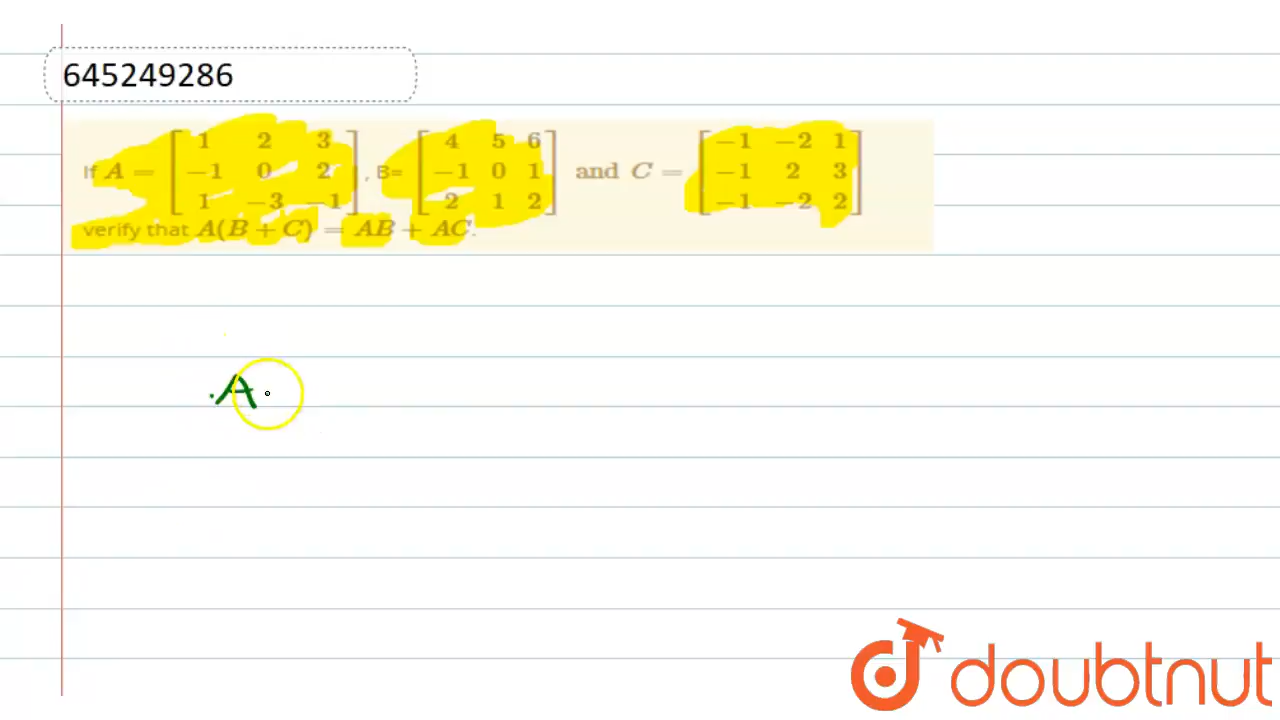 645249286
If A = [1 2 3
-1 0 2
1 -3 -1], B= [4 5 6
-1 0 1
2 1 2] and C = [-1 -2 1
-1 2 3
-1 -2 2]
verify that A(B + C) = AB + AC.
.A
doubtnut